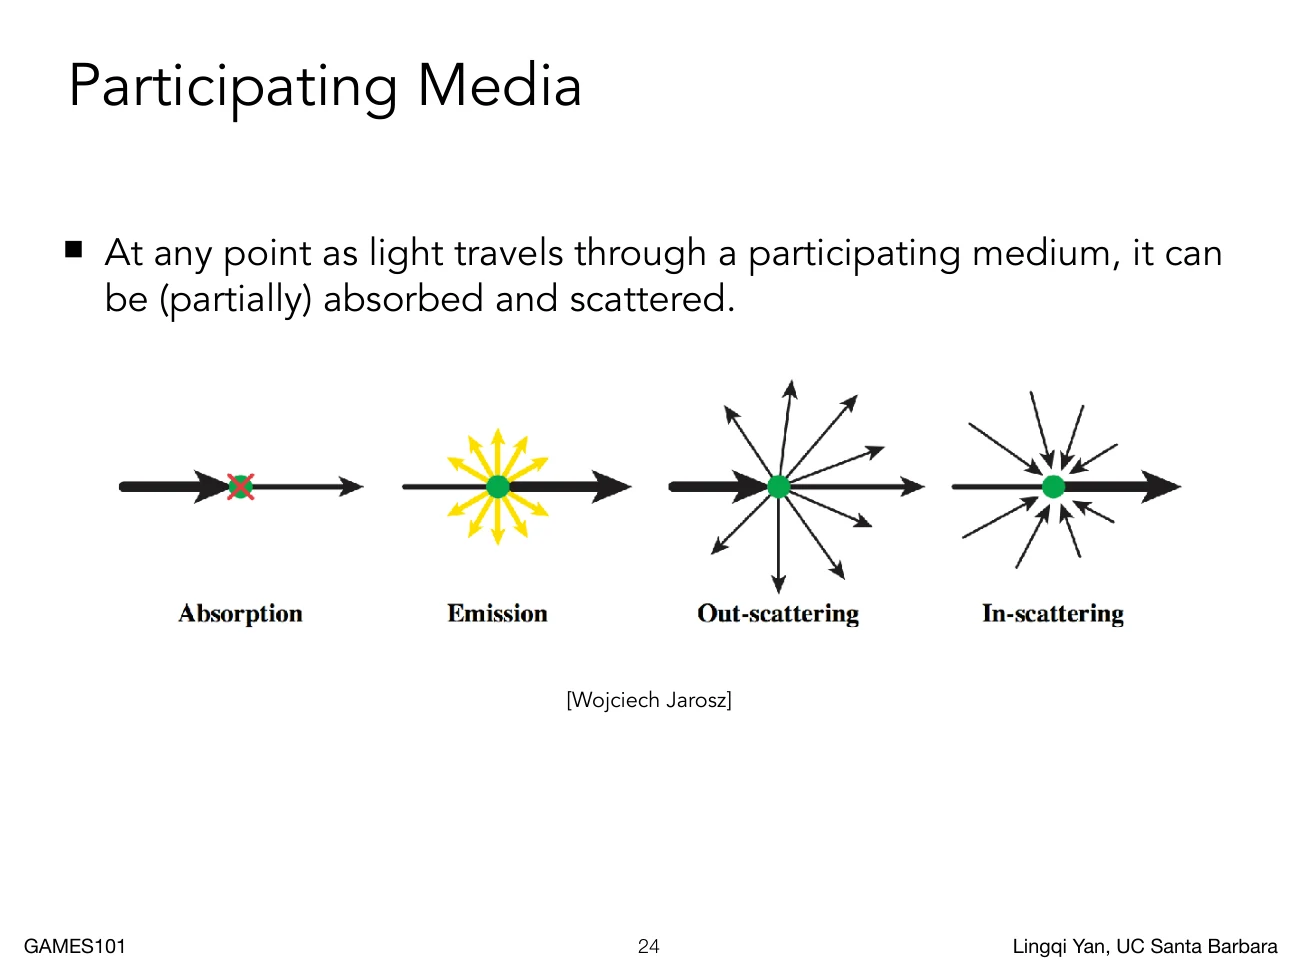 Participating Media
■ At any point as light travels through a participating medium, it can
be (partially) absorbed and scattered.
Absorption Emission Out-scattering In-scattering
[Wojciech Jarosz]
GAMES101 24 Lingqi Yan, UC Santa Barbara